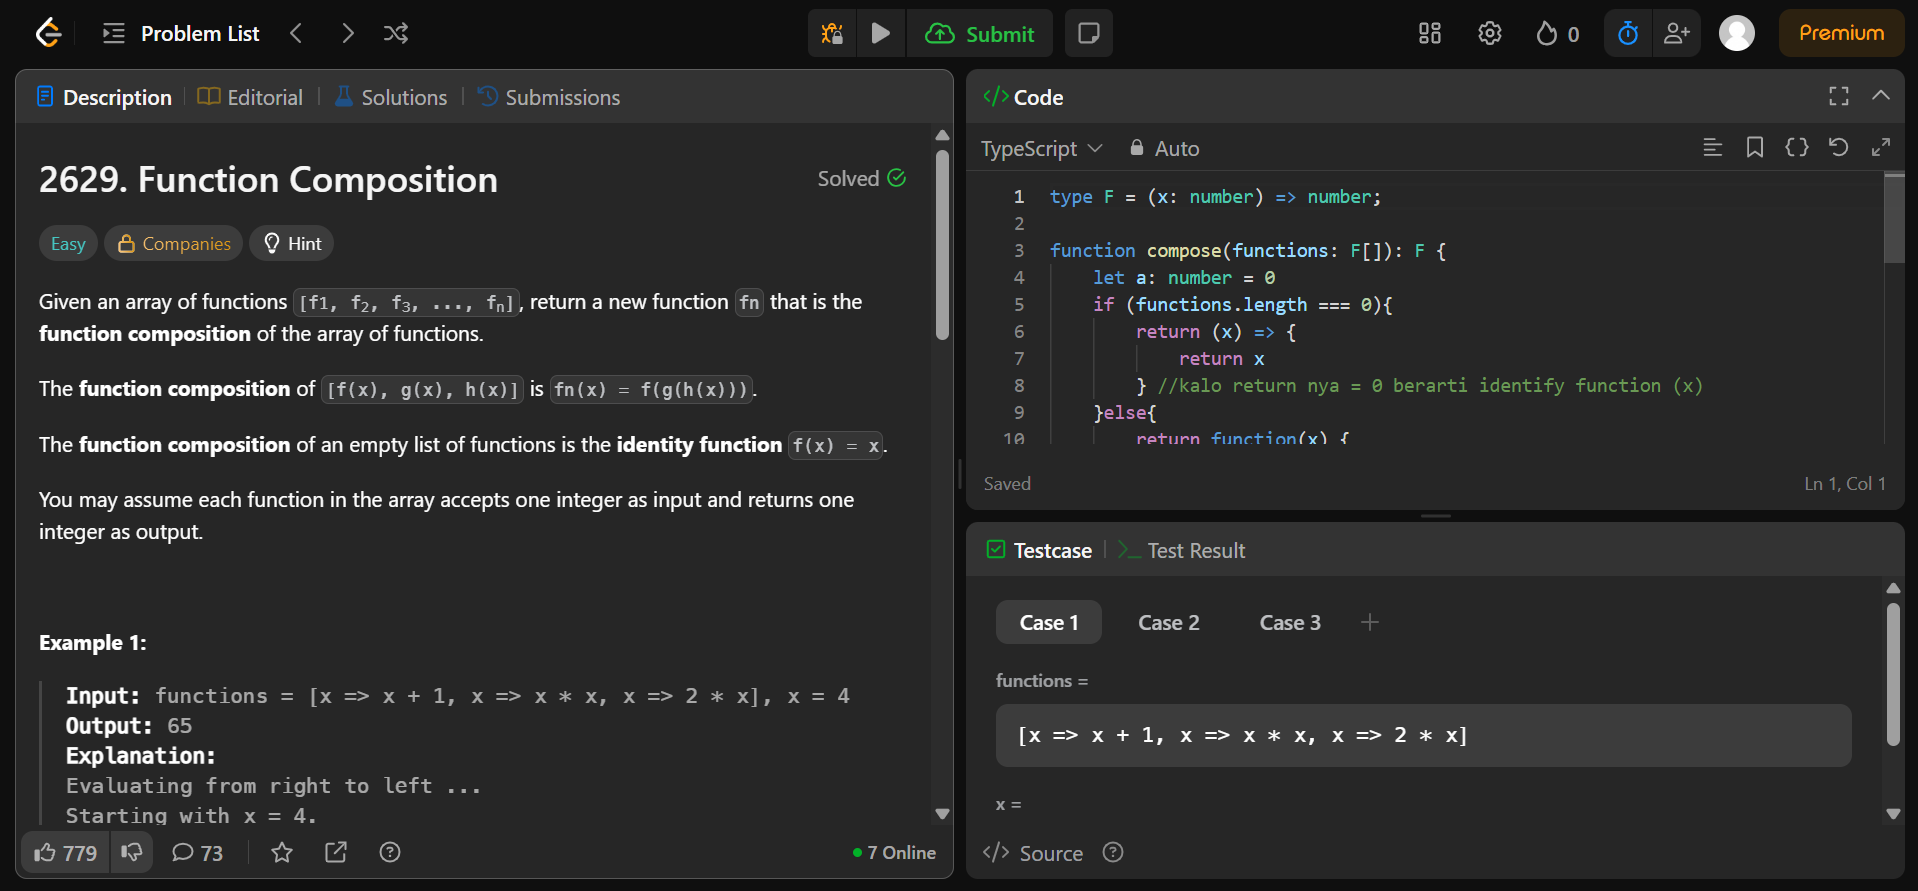 Problem List
Submit
0
Premium
Description
Editorial
Solutions
Submissions
2629. Function Composition
Solved
Easy
Companies
Hint
Given an array of functions [f1, f2, f3, ..., fn], return a new function fn that is the
function composition of the array of functions.
The function composition of [f(x), g(x), h(x)] is fn(x) = f(g(h(x))).
The function composition of an empty list of functions is the identity function f(x) = x.
You may assume each function in the array accepts one integer as input and returns one
integer as output.
Example 1:
Input: functions = [x => x + 1, x => x * x, x => 2 * x], x = 4
Output: 65
Explanation:
Evaluating from right to left ...
Starting with x = 4.
779
73
7 Online
</> Code
TypeScript
Auto
1 type F = (x: number) => number;
2
3 function compose(functions: F[]): F {
4 let a: number = 0
5 if (functions.length === 0){
6 return (x) => {
7 return x
8 } //kalo return nya = 0 berarti identify function (x)
9 }else{
10 return function(x) {
Saved
Ln 1, Col 1
Testcase
>_ Test Result
Case 1
Case 2
Case 3
+
functions =
[x => x + 1, x => x * x, x => 2 * x]
x =
</> Source